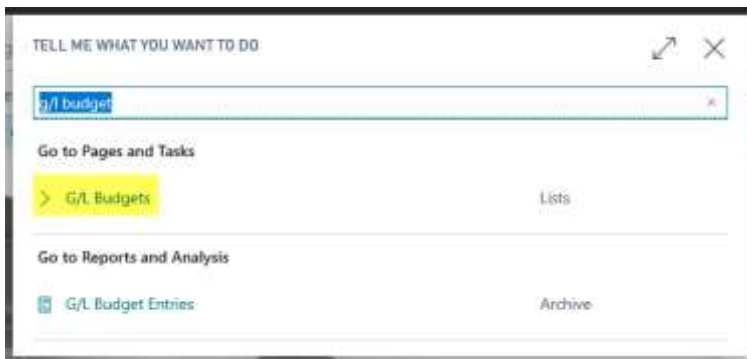 TELL ME WHAT YOU WANT TO DO
g/l budget
Go to Pages and Tasks
G/L Budgets Lists
Go to Reports and Analysis
G/L Budget Entries Archive